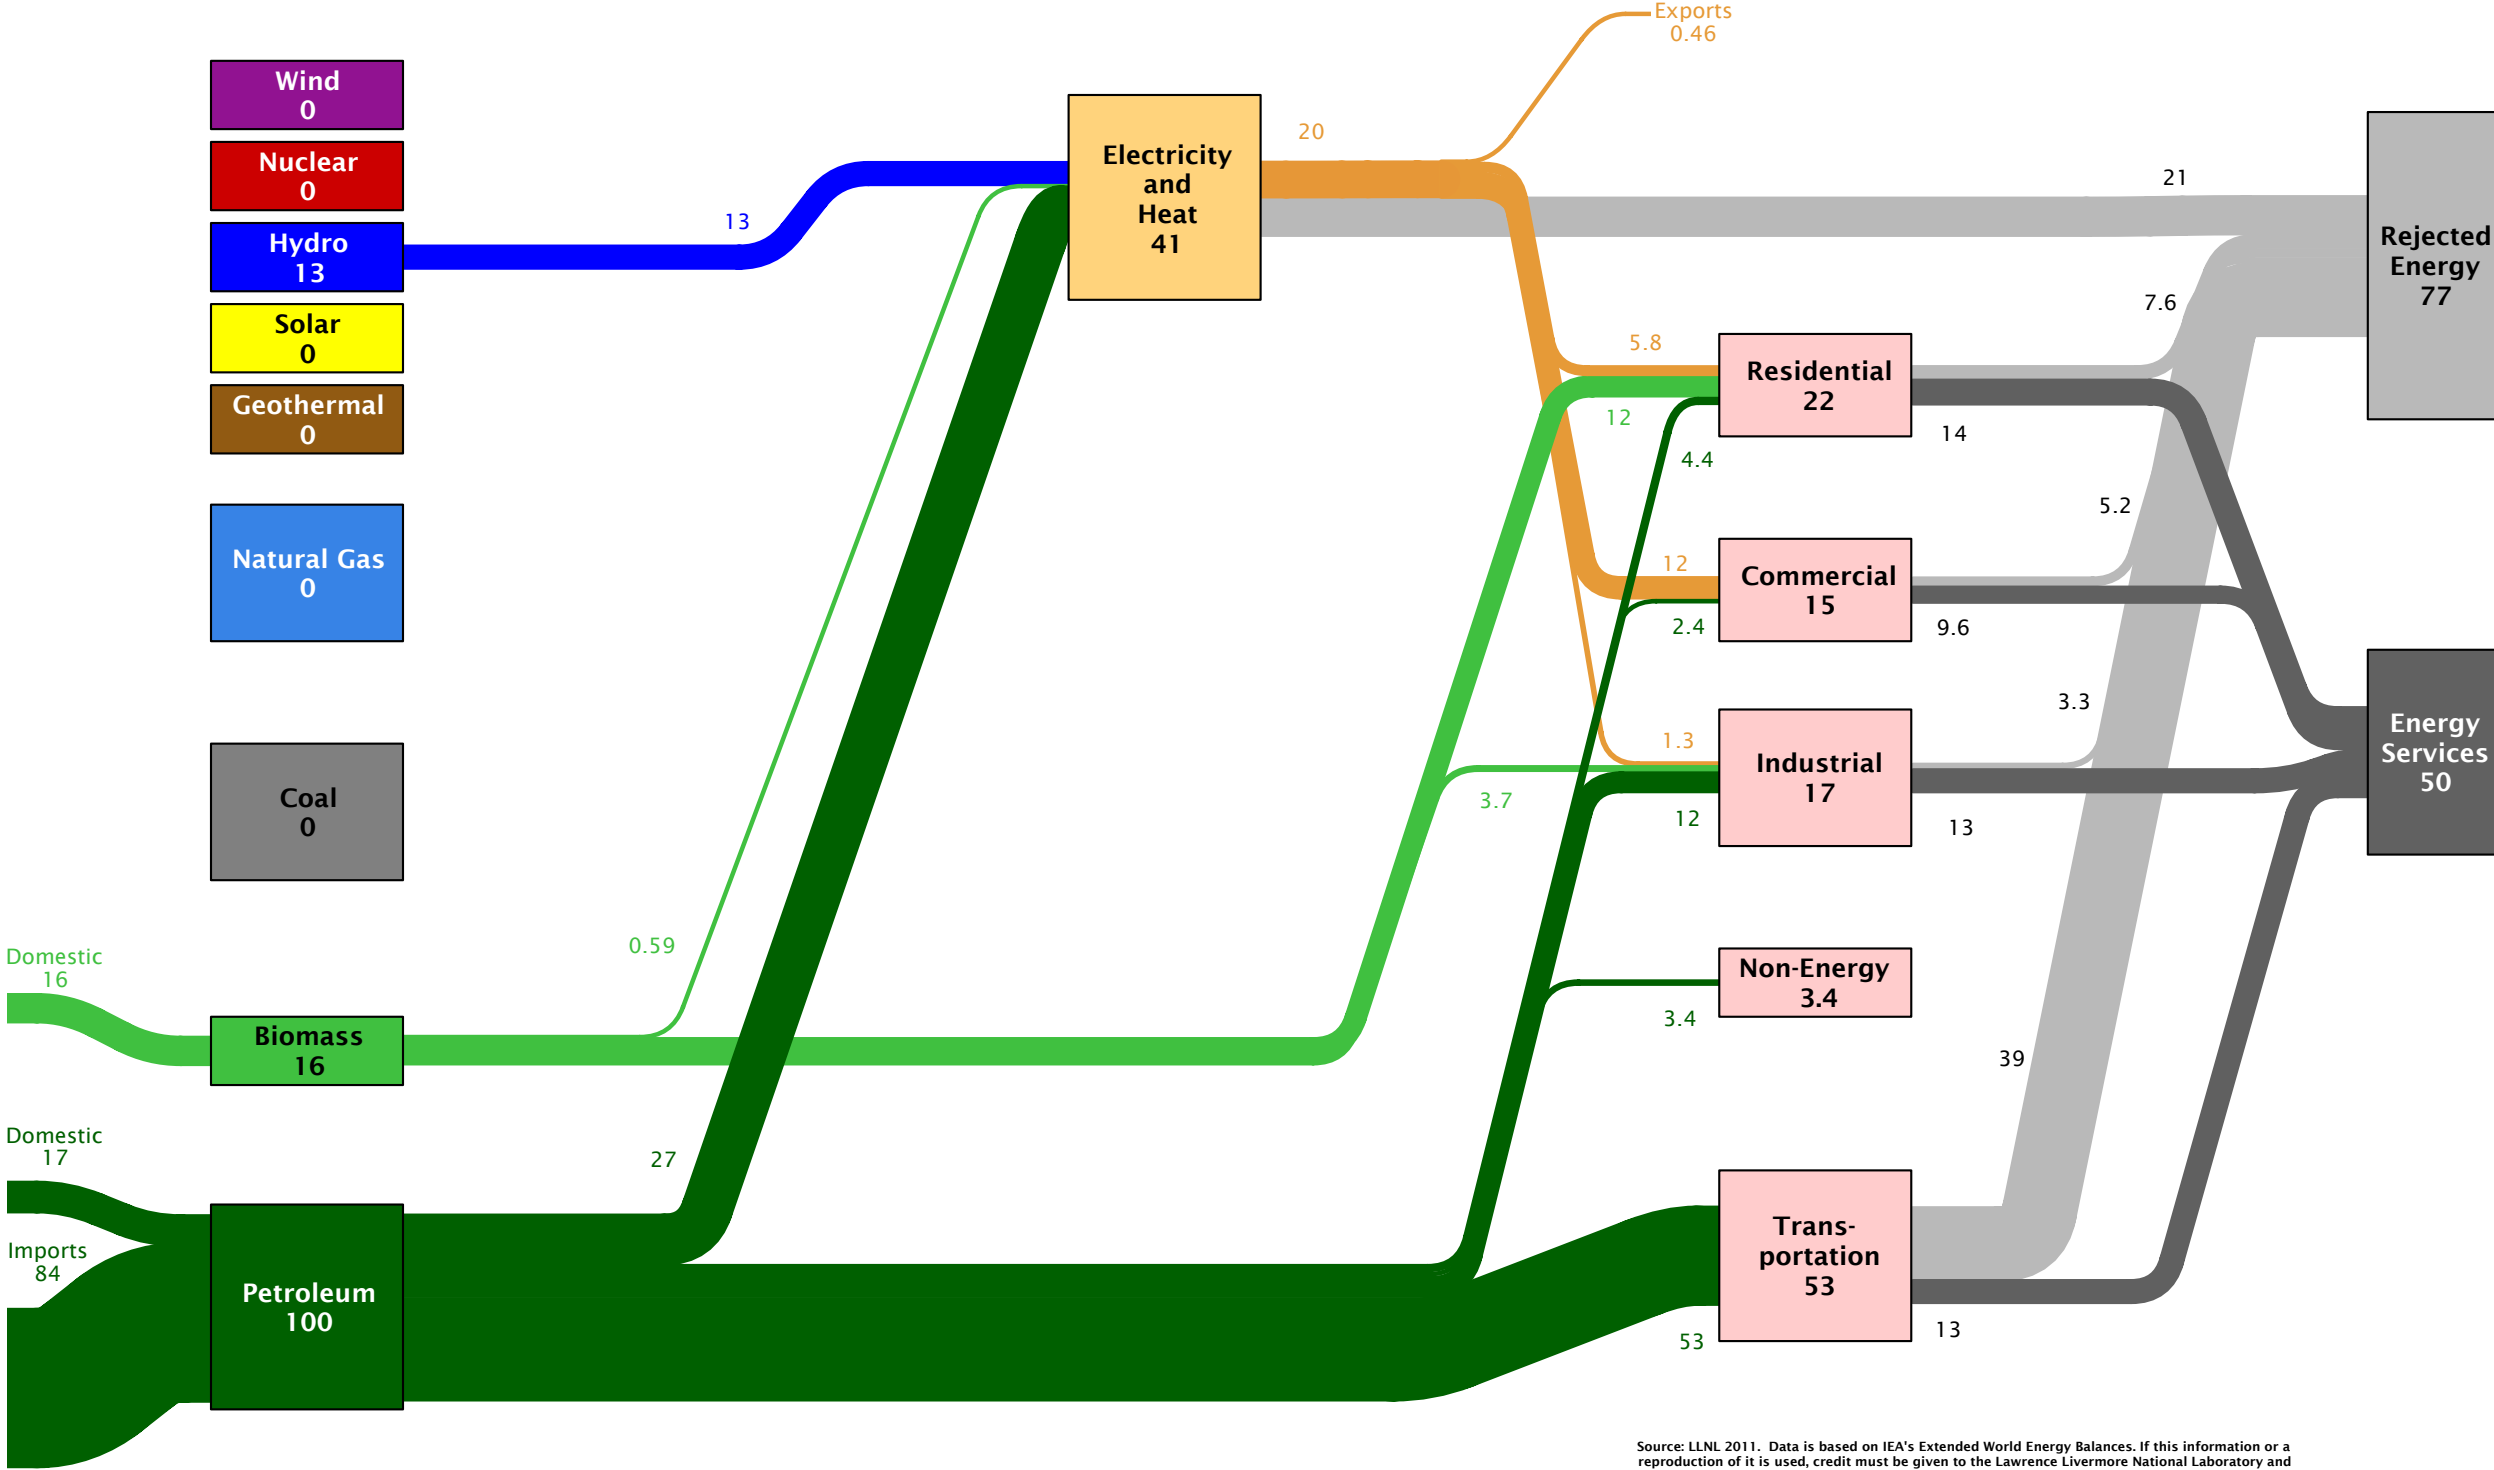 Exports
0.46
Wind
0
Nuclear
0
Hydro
13
Solar
0
Geothermal
0
Natural Gas
0
Coal
0
Domestic
16
Biomass
16
Domestic
17
Imports
84
Petroleum
100
13
0.59
27
Electricity
and
Heat
41
20
5.8
12
4.4
12
2.4
1.3
3.7
12
3.4
53
Residential
22
Commercial
15
Industrial
17
Non-Energy
3.4
Trans-
portation
53
21
7.6
14
5.2
9.6
3.3
13
39
13
Rejected
Energy
77
Energy
Services
50
Source: LLNL 2011. Data is based on IEA's Extended World Energy Balances. If this information or a
reproduction of it is used, credit must be given to the Lawrence Livermore National Laboratory and